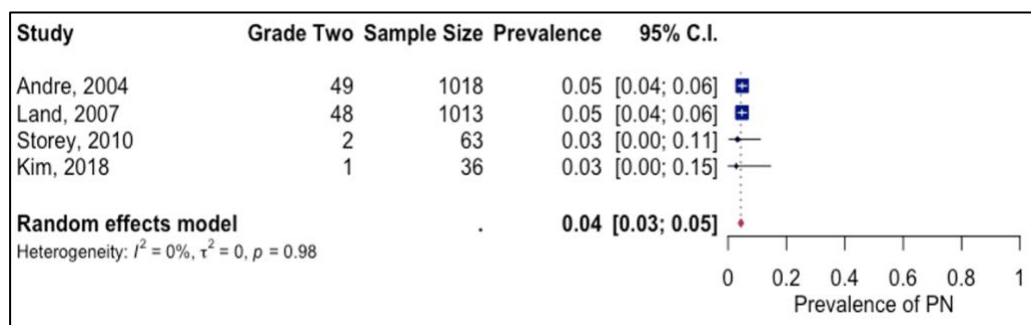 Study Grade Two Sample Size Prevalence 95% C.I.
Andre, 2004 49 1018 0.05 [0.04; 0.06]
Land, 2007 48 1013 0.05 [0.04; 0.06]
Storey, 2010 2 63 0.03 [0.00; 0.11]
Kim, 2018 1 36 0.03 [0.00; 0.15]
Random effects model . 0.04 [0.03; 0.05]
Heterogeneity: I² = 0%, τ² = 0, p = 0.98
0 0.2 0.4 0.6 0.8 1
Prevalence of PN